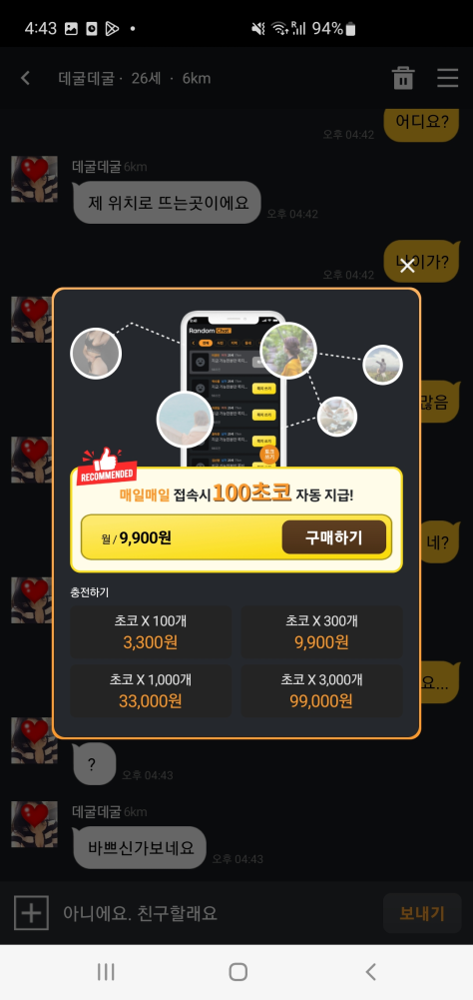 4:43
94%
데굴데굴 · 26세 · 6km
어디요?
오후 04:42
데굴데굴 6km
제 위치로 뜨는곳이에요
오후 04:42
나이가?
오후 04:42
Random Chat
많음
RECOMMENDED
매일매일 접속시 100초코 자동 지급!
월 / 9,900원
구매하기
네?
충전하기
초코 X 100개
3,300원
초코 X 300개
9,900원
초코 X 1,000개
33,000원
초코 X 3,000개
99,000원
요...
?
오후 04:43
데굴데굴 6km
바쁘신가보네요
오후 04:43
아니에요. 친구할래요
보내기